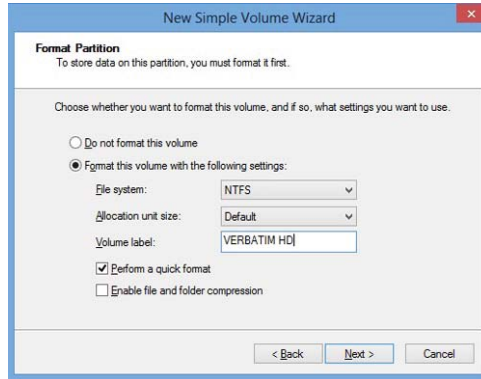 New Simple Volume Wizard
Format Partition
To store data on this partition, you must format it first.
Choose whether you want to format this volume, and if so, what settings you want to use.
Do not format this volume
Format this volume with the following settings:
File system: NTFS
Allocation unit size: Default
Volume label: VERBATIM HD
Perform a quick format
Enable file and folder compression
< Back Next > Cancel